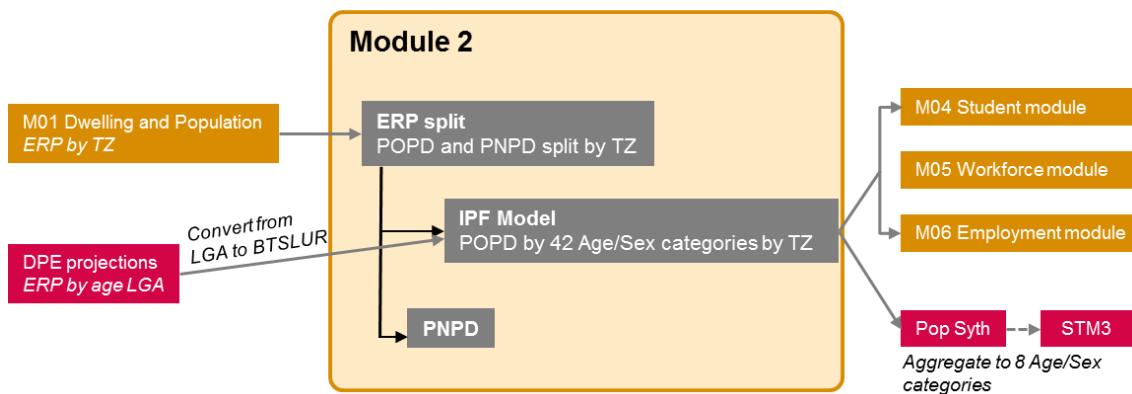 Module 2
M01 Dwelling and Population
ERP by TZ
ERP split
POPD and PNPD split by TZ
Convert from
LGA to BTSLUR
DPE projections
ERP by age LGA
IPF Model
POPD by 42 Age/Sex categories by TZ
PNPD
M04 Student module
M05 Workforce module
M06 Employment module
Pop Syth
STM3
Aggregate to 8 Age/Sex
categories